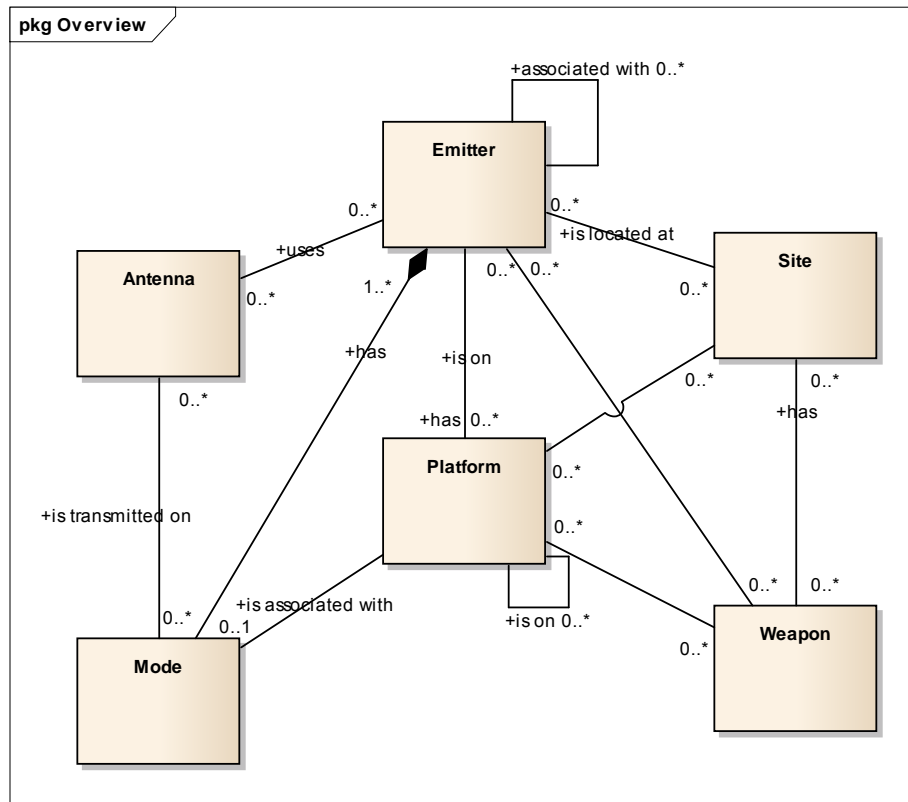 pkg Overview
+associated with 0..*
Emitter
0..*
0..*
+uses
+is located at
Antenna
Site
0..*
1..*
0..*
0..*
0..*
+has
+is on
0..*
0..*
0..*
+has
+has 0..*
Platform
0..*
+is transmitted on
0..*
+is associated with
0..*
0..*
0..*
0..1
+is on 0..*
Mode
Weapon
0..*